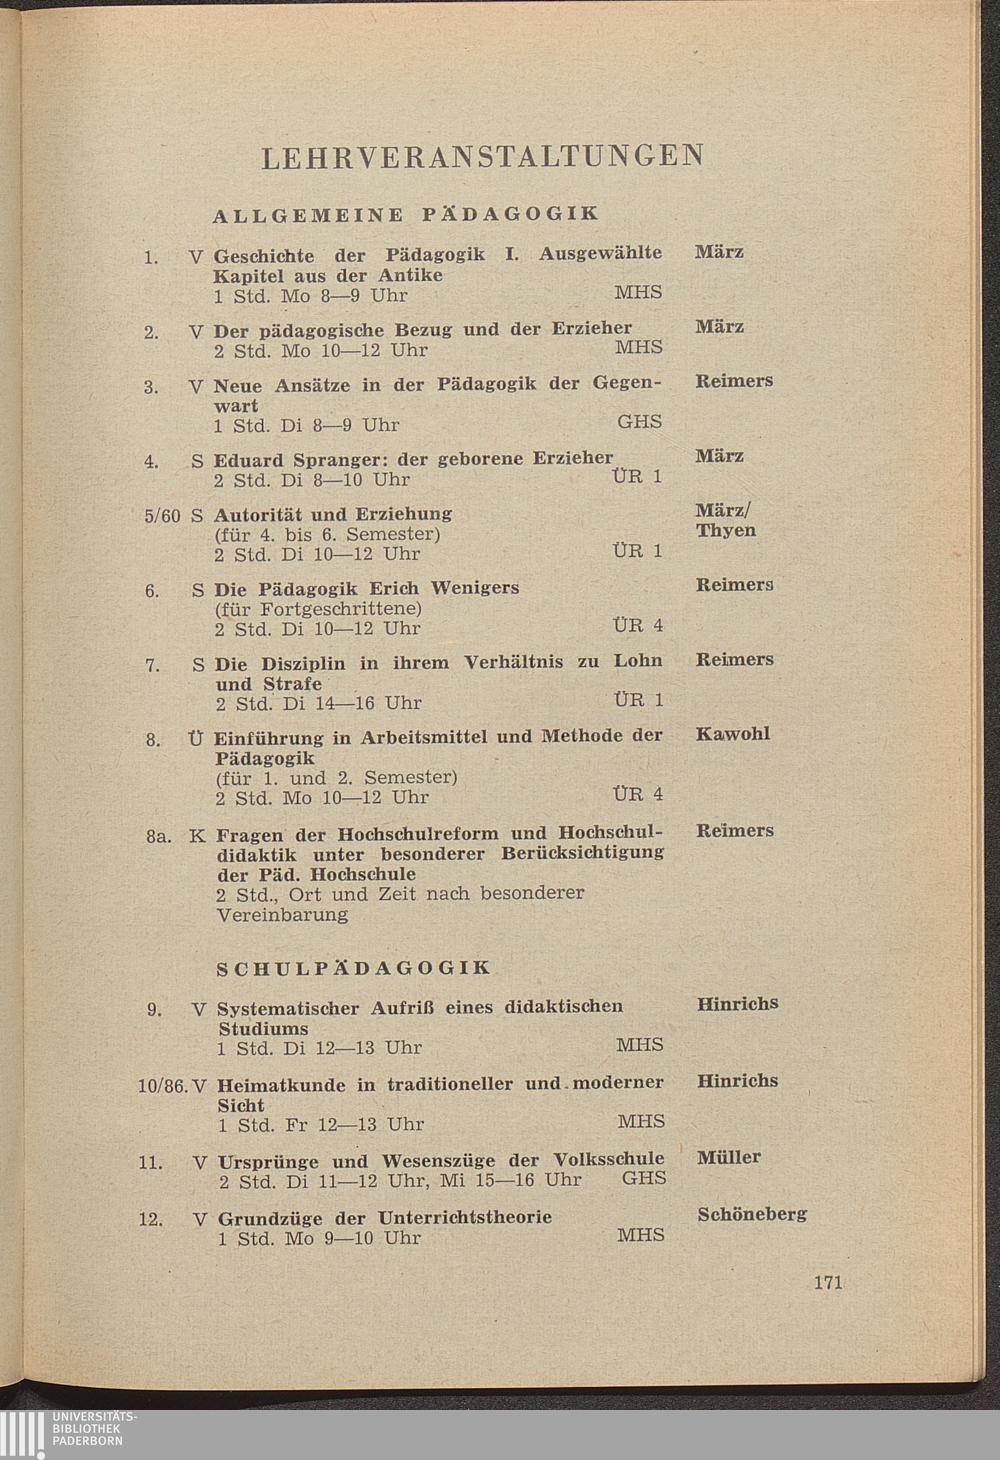 LEHRVERANSTALTUNGEN
ALLGEMEINE PÄDAGOGIK
1. V Geschichte der Pädagogik I. Ausgewählte März
Kapitel aus der Antike
1 Std. Mo 8—9 Uhr MHS
2. V Der pädagogische Bezug und der Erzieher März
2 Std. Mo 10—12 Uhr MHS
3. V Neue Ansätze in der Pädagogik der Gegen- Reimers
wart
1 Std. Di 8—9 Uhr GHS
4. S Eduard Spranger: der geborene Erzieher März
2 Std. Di 8—10 Uhr ÜR 1
5/60 S Autorität und Erziehung März/
(für 4. bis 6. Semester) Thyen
2 Std. Di 10—12 Uhr ÜR 1
6. S Die Pädagogik Erich Wenigers Reimers
(für Fortgeschrittene)
2 Std. Di 10—12 Uhr ÜR 4
7. S Die Disziplin in ihrem Verhältnis zu Lohn Reimers
und Strafe
2 Std. Di 14—16 Uhr ÜR 1
8. Ü Einführung in Arbeitsmittel und Methode der Kawohl
Pädagogik
(für 1. und 2. Semester)
2 Std. Mo 10—12 Uhr ÜR 4
8a. K Fragen der Hochschulreform und Hochschul- Reimers
didaktik unter besonderer Berücksichtigung
der Päd. Hochschule
2 Std., Ort und Zeit nach besonderer
Vereinbarung
SCHULPÄDAGOGIK
9. V Systematischer Aufriß eines didaktischen Hinrichs
Studiums
1 Std. Di 12—13 Uhr MHS
10/86. V Heimatkunde in traditioneller und moderner Hinrichs
Sicht
1 Std. Fr 12—13 Uhr MHS
11. V Ursprünge und Wesenszüge der Volksschule Müller
2 Std. Di 11—12 Uhr, Mi 15—16 Uhr GHS
12. V Grundzüge der Unterrichtstheorie Schöneberg
1 Std. Mo 9—10 Uhr MHS
171
UNIVERSITÄTS-
BIBLIOTHEK
PADERBORN